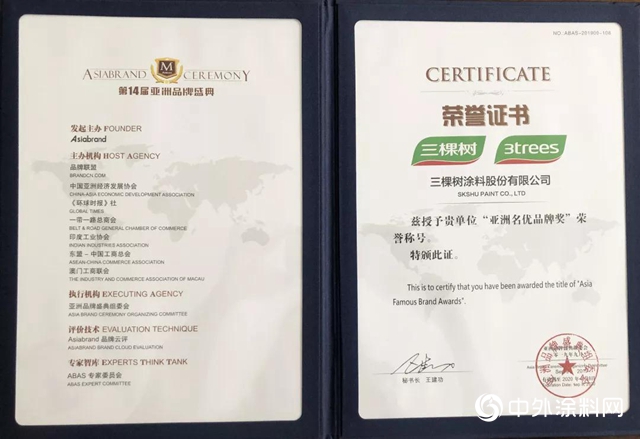 ASIABRAND M CEREMONY
第14届亚洲品牌盛典
发起主办 FOUNDER
Asiabrand
主办机构 HOST AGENCY
品牌联盟
BRANDCN.COM
中国亚洲经济发展协会
CHINA-ASIA ECONOMIC DEVELOPMENT ASSOCIATION
《环球时报》社
GLOBAL TIMES
一带一路总商会
BELT & ROAD GENERAL CHAMBER OF COMMERCE
印度工业协会
INDIAN INDUSTRIES ASSOCIATION
东盟－中国工商总会
ASEAN-CHINA COMMERCE ASSOCIATION
澳门工商联会
THE INDUSTRY AND COMMERCE ASSOCIATION OF MACAU
执行机构 EXECUTING AGENCY
亚洲品牌盛典组委会
ASIA BRAND CEREMONY ORGANIZING COMMITTEE
评价技术 EVALUATION TECHNIQUE
Asiabrand 品牌云评
ASIABRAND BRAND CLOUD EVALUATION
专家智库 EXPERTS THINK TANK
ABAS 专家委员会
ABAS EXPERT COMMITTEE
CERTIFICATE
荣誉证书
三棵树 3trees
三棵树涂料股份有限公司
SKSHU PAINT CO., LTD
兹授予贵单位“亚洲名优品牌奖”荣
誉称号。
特颁此证。
This is to certify that you have been awarded the title of "Asia
Famous Brand Awards".
秘书长 王建功
中外涂料网